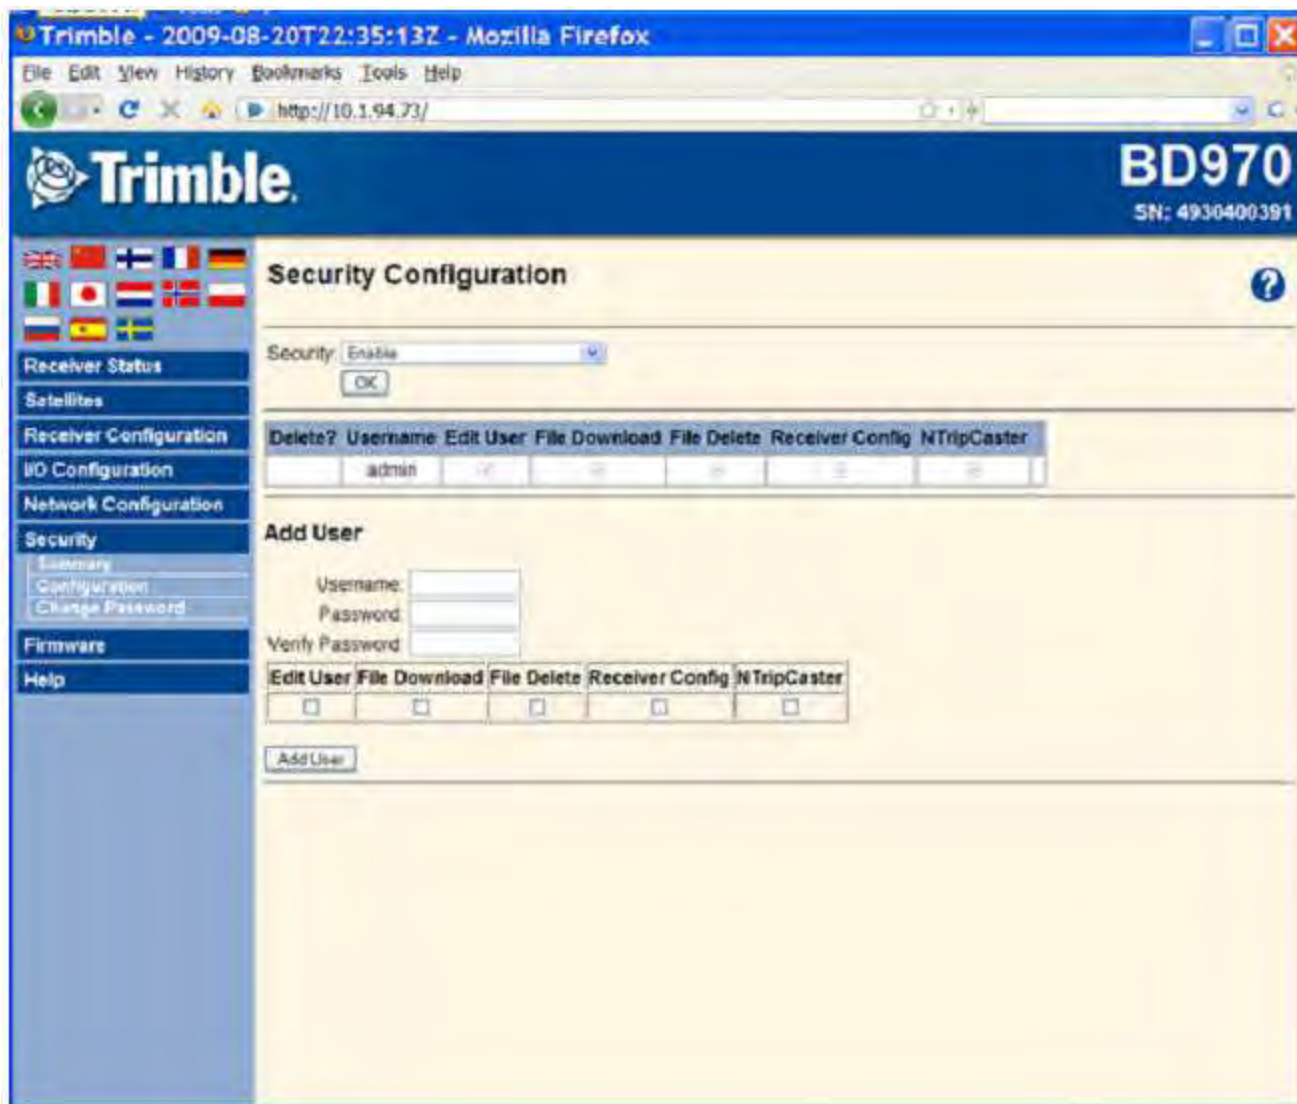 Trimble - 2009-08-20T22:35:13Z - Mozilla Firefox
File Edit View History Bookmarks Tools Help
http://10.1.94.73/
Trimble.
BD970
SN: 4930400391
Security Configuration
Security: Enable
OK
Receiver Status
Satellites
Receiver Configuration
I/O Configuration
Network Configuration
Security
Summary
Configuration
Change Password
Firmware
Help
Delete? Username Edit User File Download File Delete Receiver Config NTripCaster
admin
Add User
Username:
Password:
Verify Password:
Edit User File Download File Delete Receiver Config NTripCaster
Add User